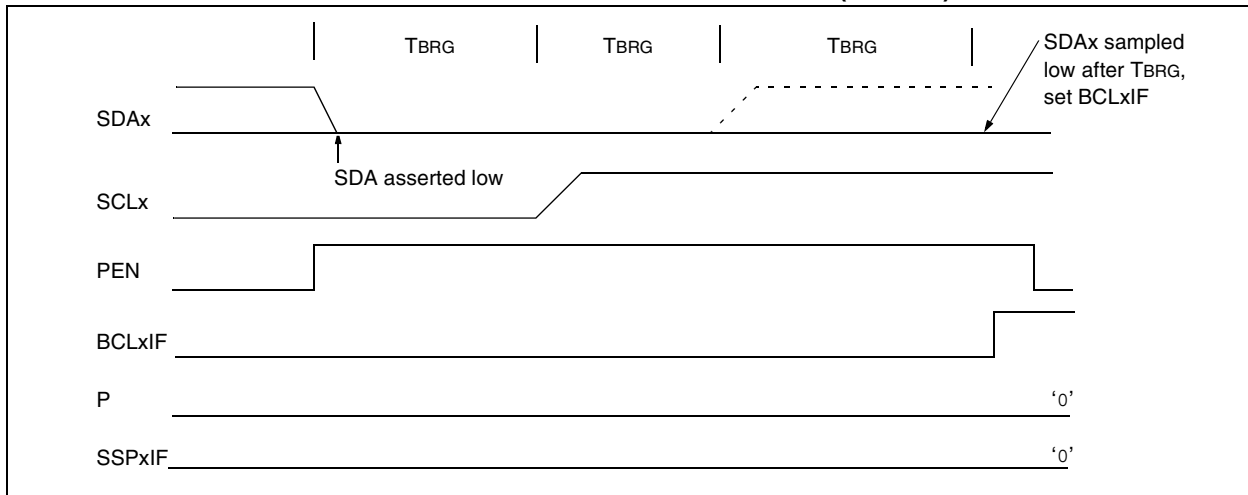 TBRG TBRG TBRG
SDAx sampled
low after TBRG,
set BCLxIF
SDAx
SDA asserted low
SCLx
PEN
BCLxIF
P ‘0’
SSPxIF ‘0’